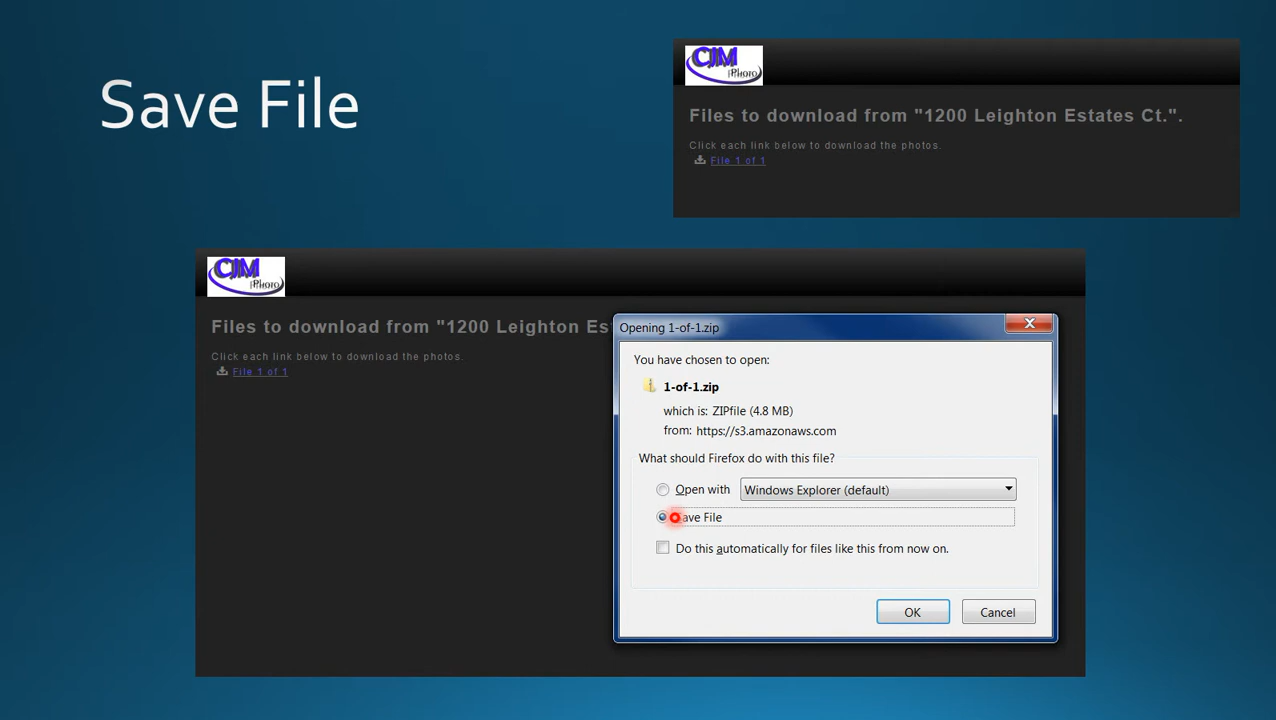 Save File
CJM
Photo
Files to download from "1200 Leighton Estates Ct.".
Click each link below to download the photos.
File 1 of 1
CJM
Photo
Files to download from "1200 Leighton Es
Click each link below to download the photos.
File 1 of 1
Opening 1-of-1.zip
You have chosen to open:
1-of-1.zip
which is: ZIPfile (4.8 MB)
from: https://s3.amazonaws.com
What should Firefox do with this file?
Open with Windows Explorer (default)
ave File
Do this automatically for files like this from now on.
OK Cancel